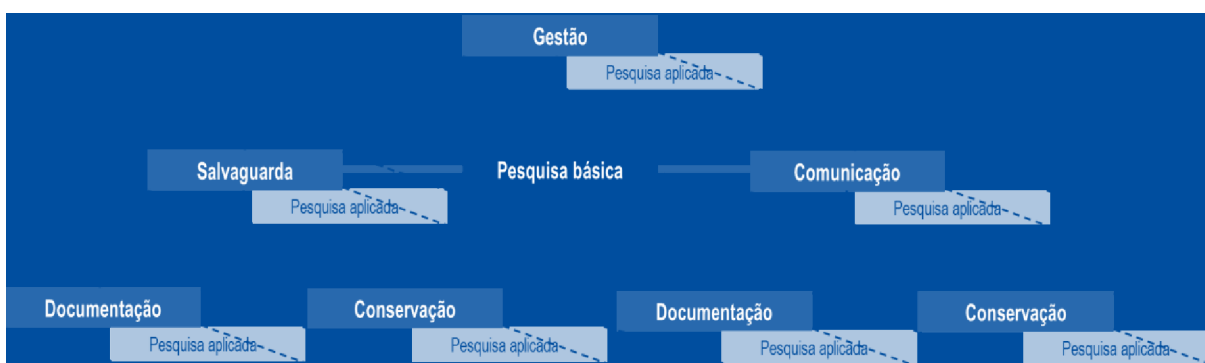 Gestão
Pesquisa aplicada
Salvaguarda
Pesquisa básica
Comunicação
Pesquisa aplicada
Pesquisa aplicada
Documentação
Conservação
Documentação
Conservação
Pesquisa aplicada
Pesquisa aplicada
Pesquisa aplicada
Pesquisa aplicada